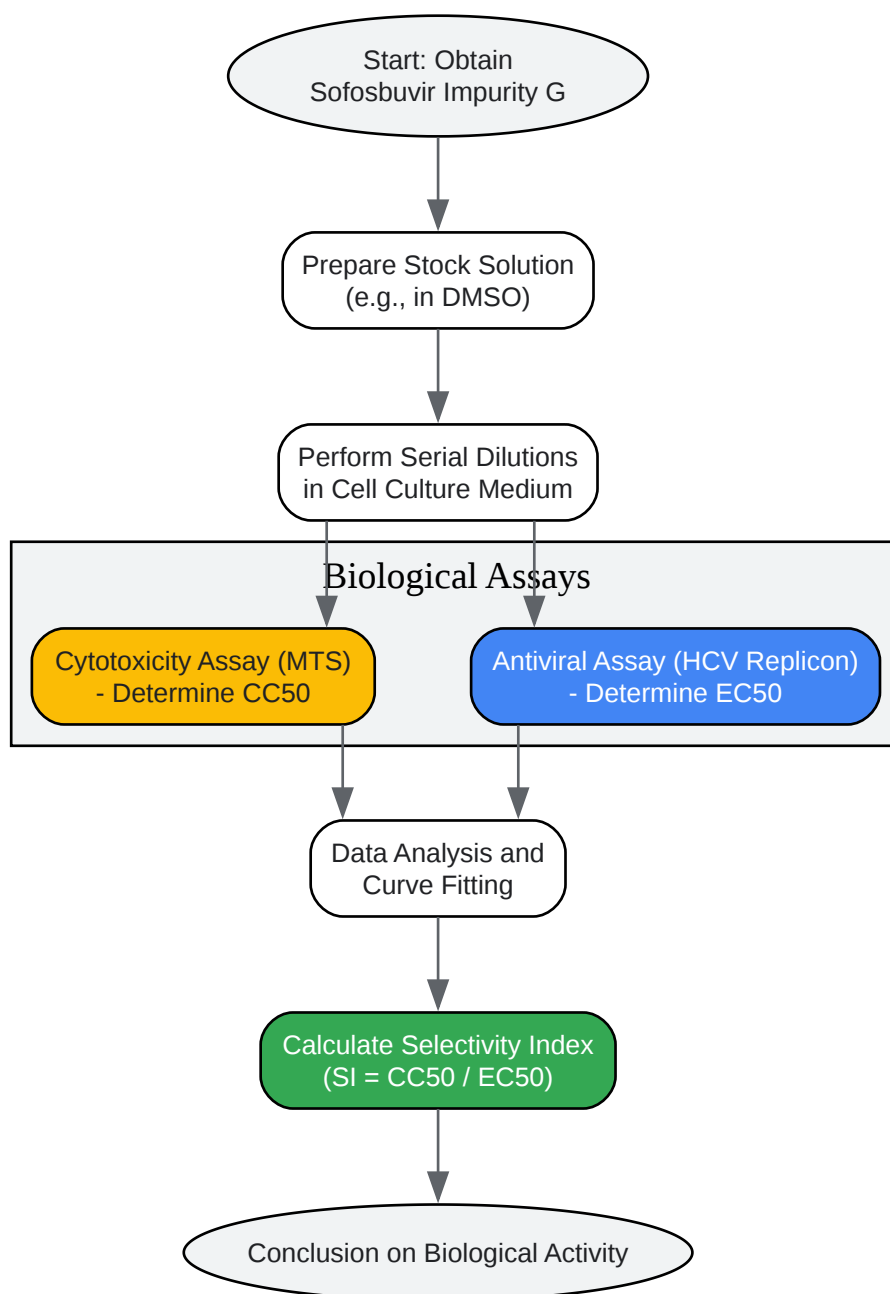 Start: Obtain
Sofosbuvir Impurity G
Prepare Stock Solution
(e.g., in DMSO)
Perform Serial Dilutions
in Cell Culture Medium
Biological Assays
Cytotoxicity Assay (MTS)
- Determine CC50
Antiviral Assay (HCV Replicon)
- Determine EC50
Data Analysis and
Curve Fitting
Calculate Selectivity Index
(SI = CC50 / EC50)
Conclusion on Biological Activity